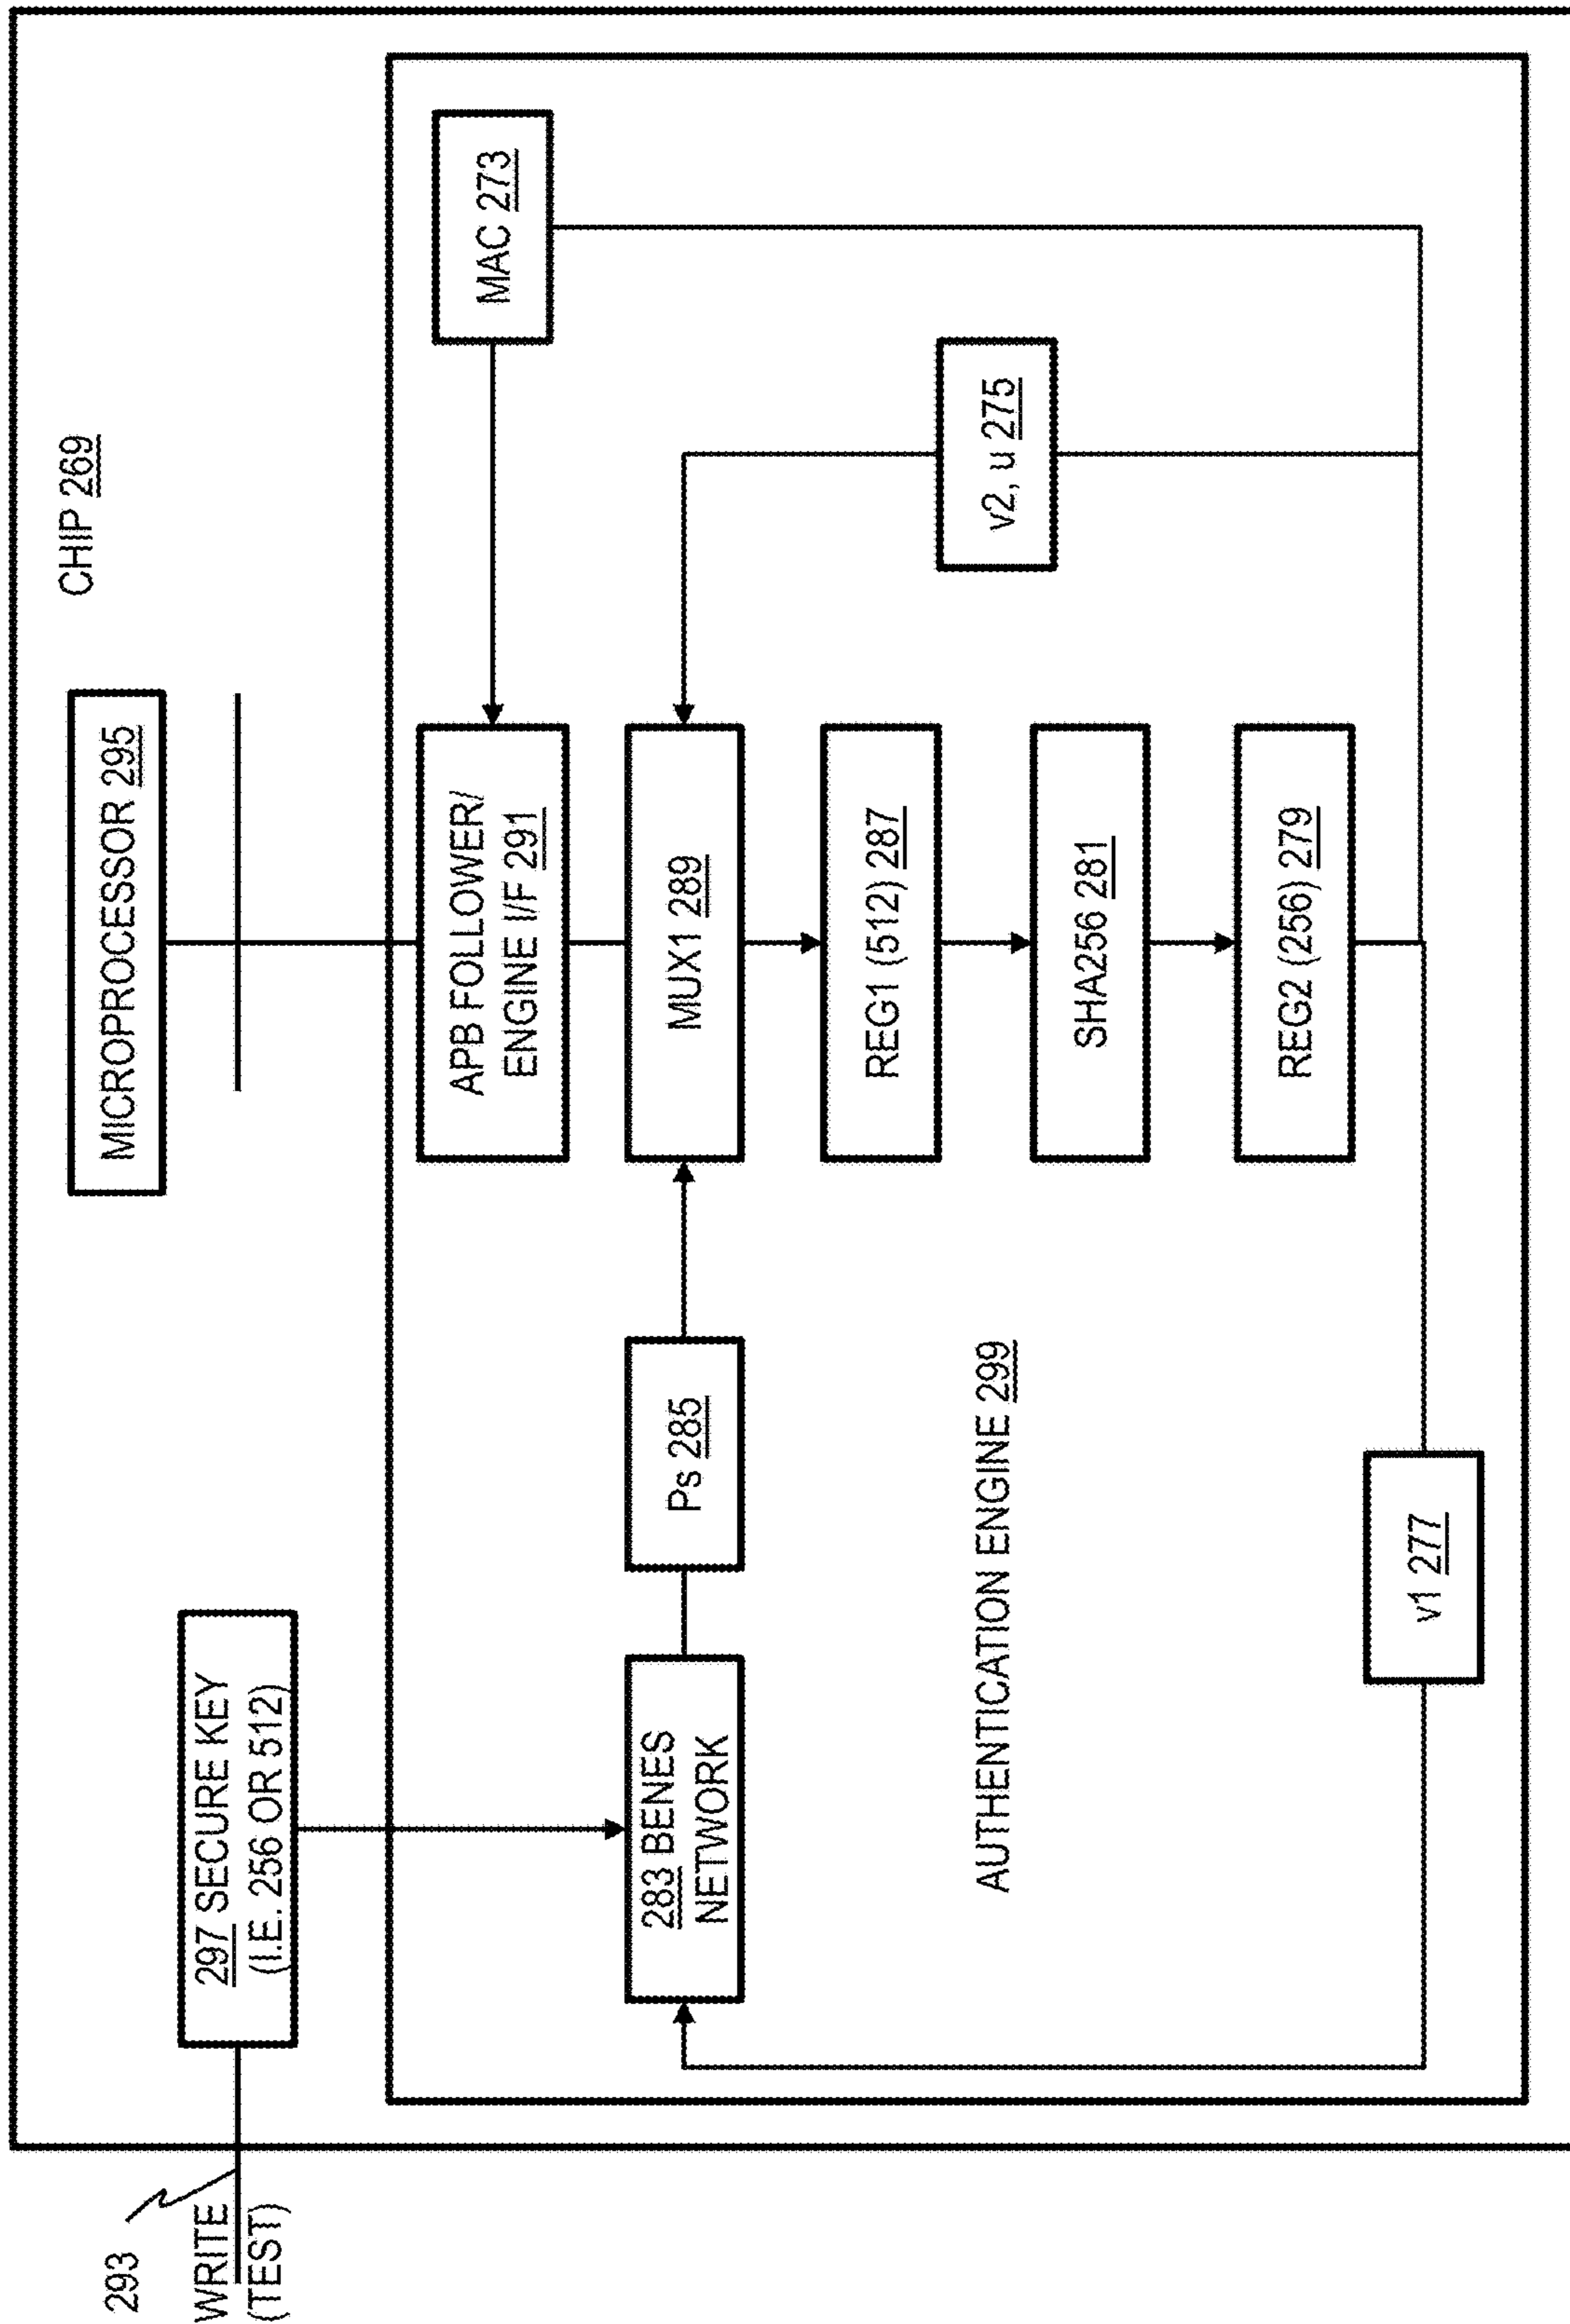 293
WRITE
(TEST)
297 SECURE KEY
(I.E. 256 OR 512)
MICROPROCESSOR 295
CHIP 269
283 BENES
NETWORK
Ps 285
APB FOLLOWER/
ENGINE I/F 291
MAC 273
MUX1 289
REG1 (512) 287
v2, u 275
AUTHENTICATION ENGINE 299
SHA256 281
REG2 (256) 279
v1 277